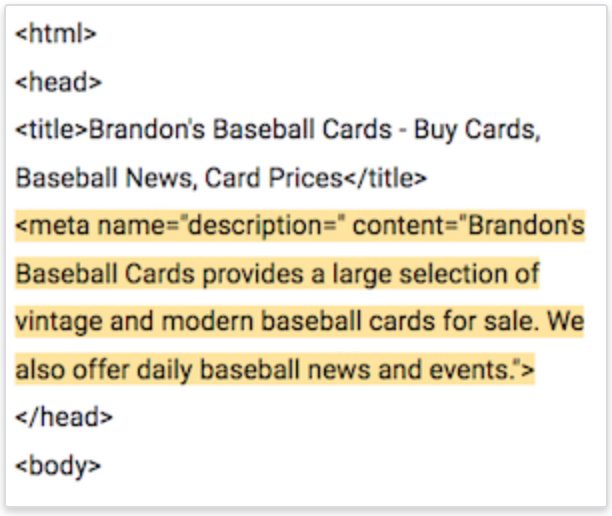 <html>
<head>
<title>Brandon's Baseball Cards - Buy Cards,
Baseball News, Card Prices</title>
<meta name="description=" content="Brandon's
Baseball Cards provides a large selection of
vintage and modern baseball cards for sale. We
also offer daily baseball news and events.">
</head>
<body>